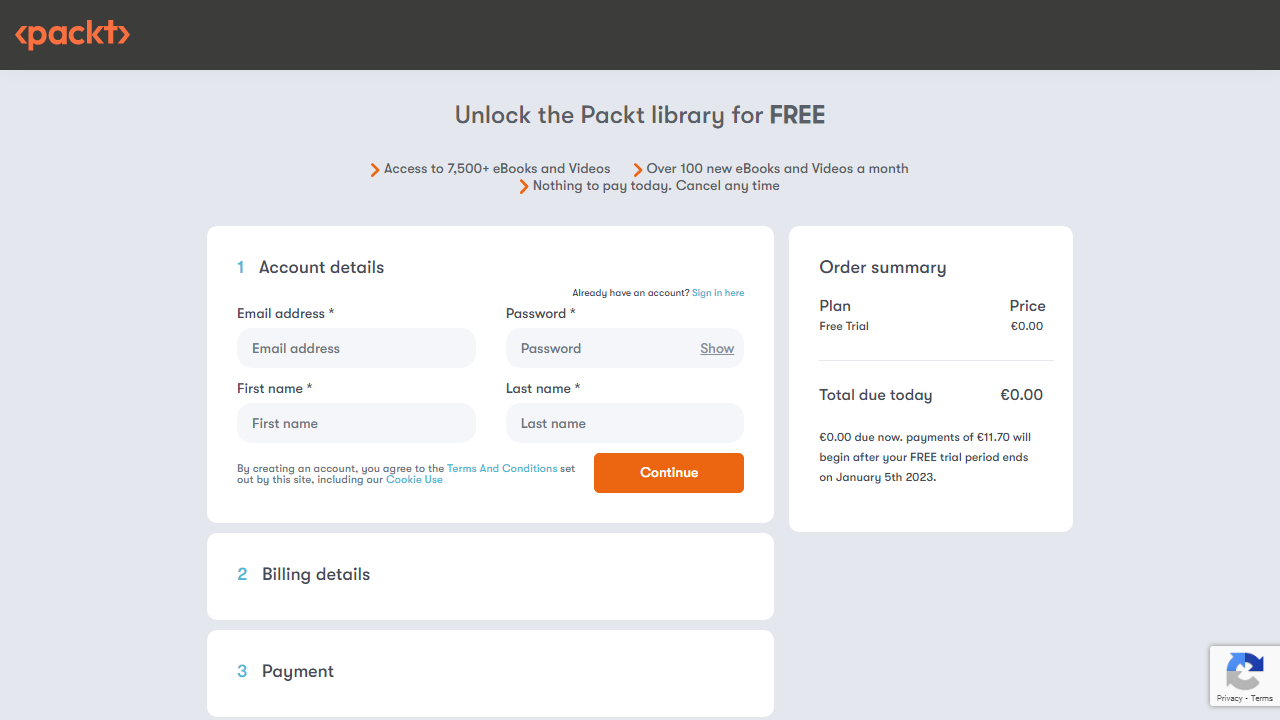 <packt>
Unlock the Packt library for FREE
Access to 7,500+ eBooks and Videos
Over 100 new eBooks and Videos a month
Nothing to pay today. Cancel any time
1 Account details
Already have an account? Sign in here
Email address *
Password *
Email address
Password
Show
First name *
Last name *
First name
Last name
By creating an account, you agree to the Terms And Conditions set
out by this site, including our Cookie Use
Continue
2 Billing details
3 Payment
Order summary
Plan Price
Free Trial €0.00
Total due today €0.00
€0.00 due now. payments of €11.70 will
begin after your FREE trial period ends
on January 5th 2023.
Privacy - Terms